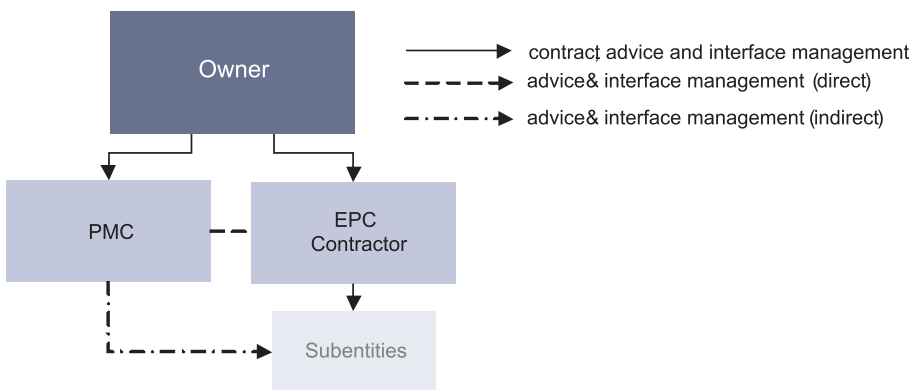 Owner
contract, advice and interface management
advice& interface management (direct)
advice& interface management (indirect)
PMC
EPC
Contractor
Subentities